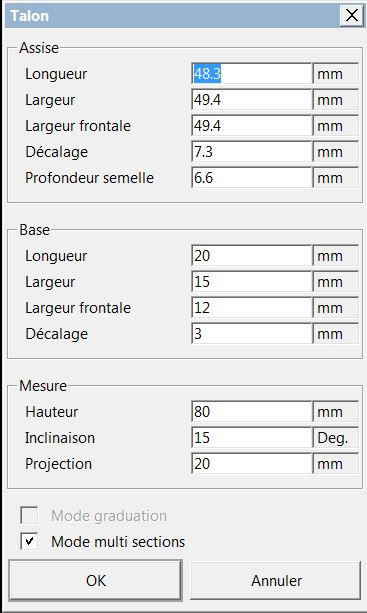 Talon
Assise
Longueur 48.3 mm
Largeur 49.4 mm
Largeur frontale 49.4 mm
Décalage 7.3 mm
Profondeur semelle 6.6 mm
Base
Longueur 20 mm
Largeur 15 mm
Largeur frontale 12 mm
Décalage 3 mm
Mesure
Hauteur 80 mm
Inclinaison 15 Deg.
Projection 20 mm
Mode graduation
Mode multi sections
OK Annuler